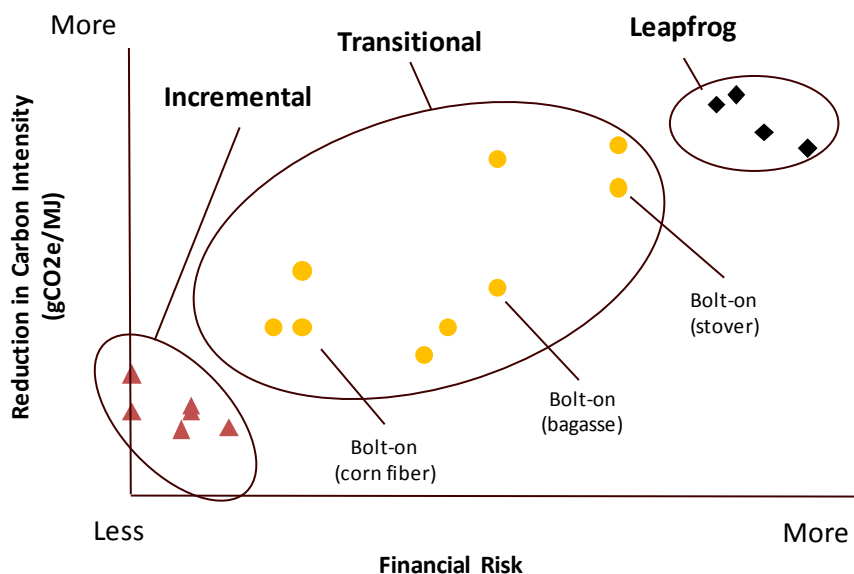 More
Transitional
Leapfrog
Incremental
Reduction in Carbon Intensity
(gCO2e/MJ)
Bolt-on
(stover)
Bolt-on
(bagasse)
Bolt-on
(corn fiber)
Less
More
Financial Risk